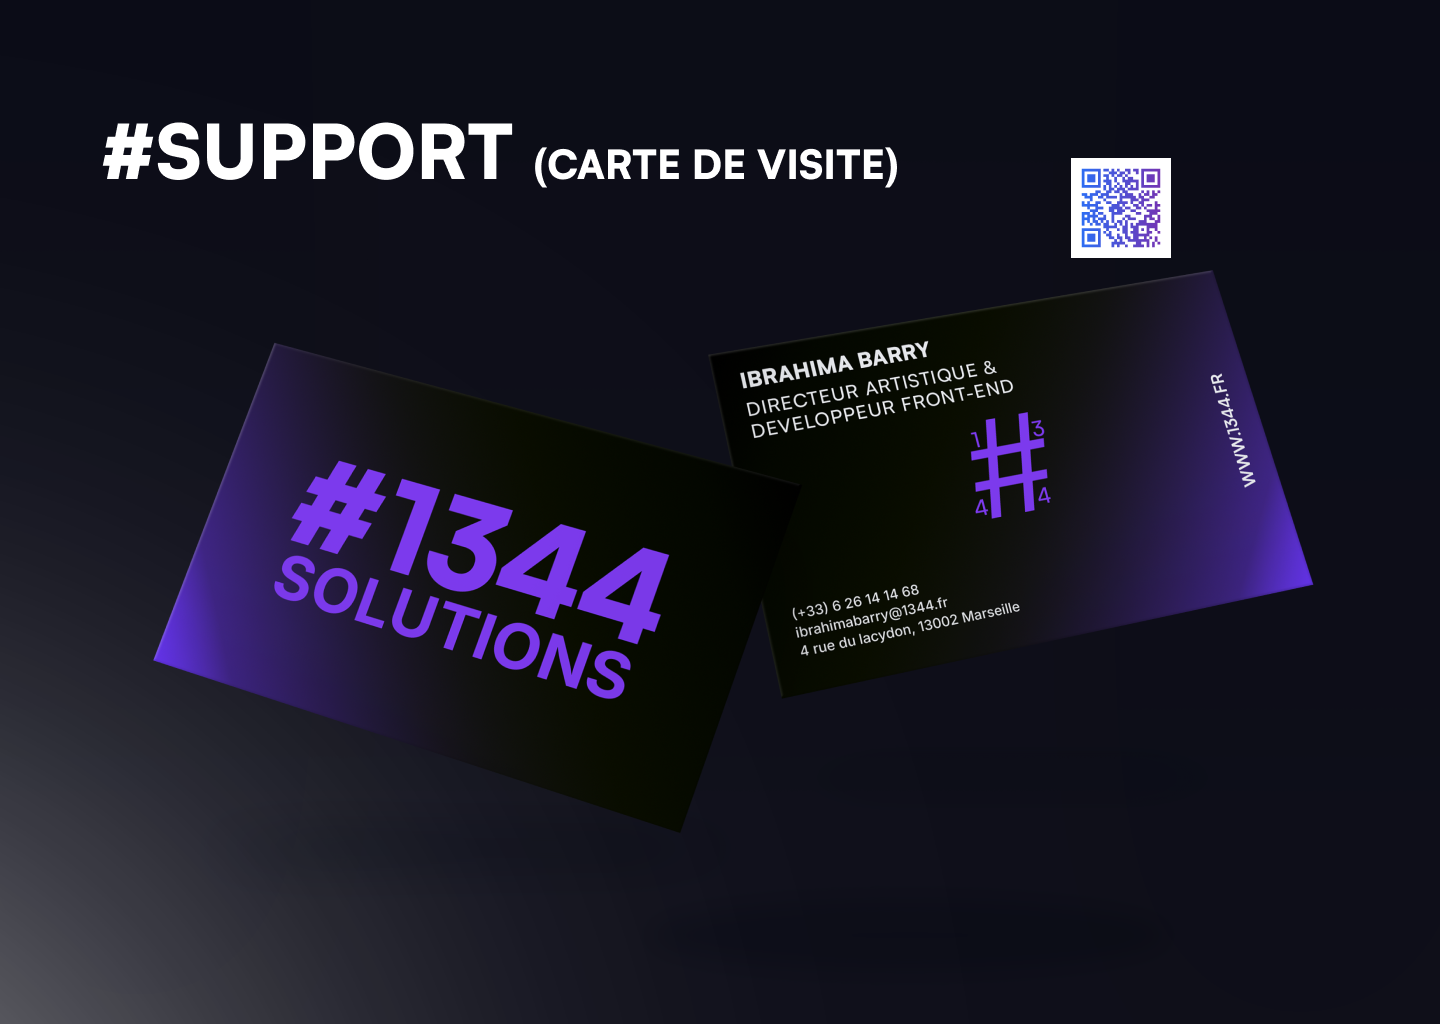 #SUPPORT (CARTE DE VISITE)
#1344
SOLUTIONS
IBRAHIMA BARRY
DIRECTEUR ARTISTIQUE &
DEVELOPPEUR FRONT-END
1 3
4 4
WWW.1344.FR
(+33) 6 26 14 14 68
ibrahimabarry@1344.fr
4 rue du lacydon, 13002 Marseille